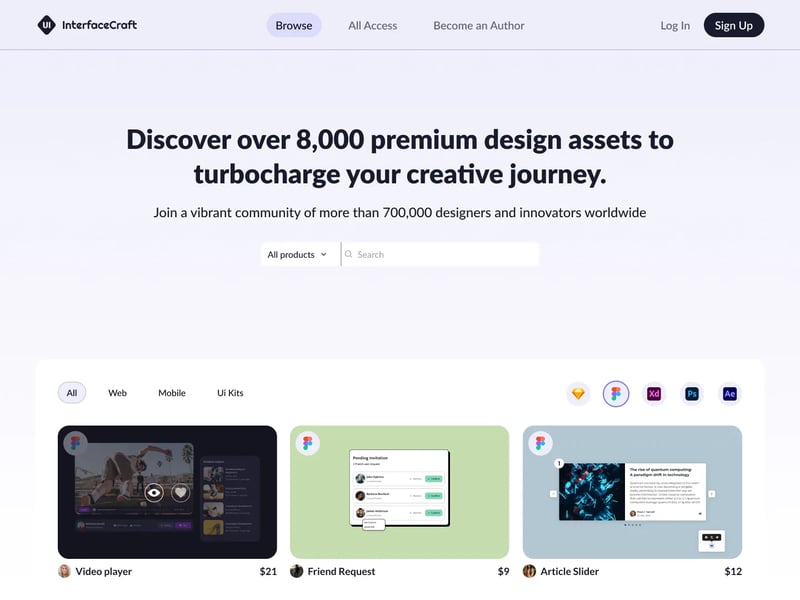 UI InterfaceCraft
Browse
All Access
Become an Author
Log In
Sign Up
Discover over 8,000 premium design assets to
turbocharge your creative journey.
Join a vibrant community of more than 700,000 designers and innovators worldwide
All products
Search
All
Web
Mobile
Ui Kits
Xd
Ps
Ae
Pending invitation
1
The rise of quantum computing:
A paradigm shift in technology
Video player
$21
Friend Request
$9
Article Slider
$12